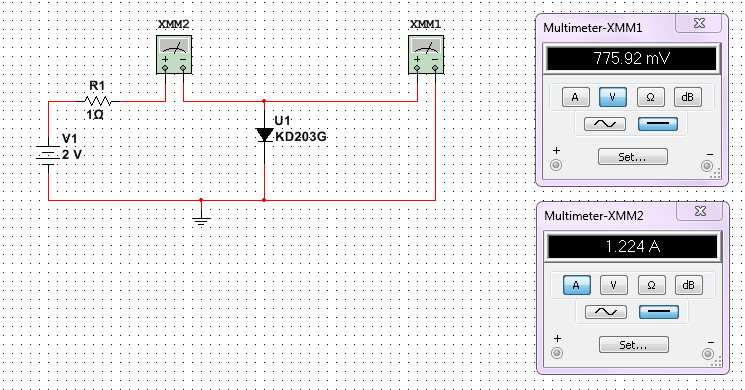 XMM2
XMM1
R1
1Ω
V1
2 V
U1
KD203G
+ -
+ -
Multimeter-XMM1
775.92 mV
A V Ω dB
Set...
+ -
Multimeter-XMM2
1.224 A
A V Ω dB
Set...
+ -